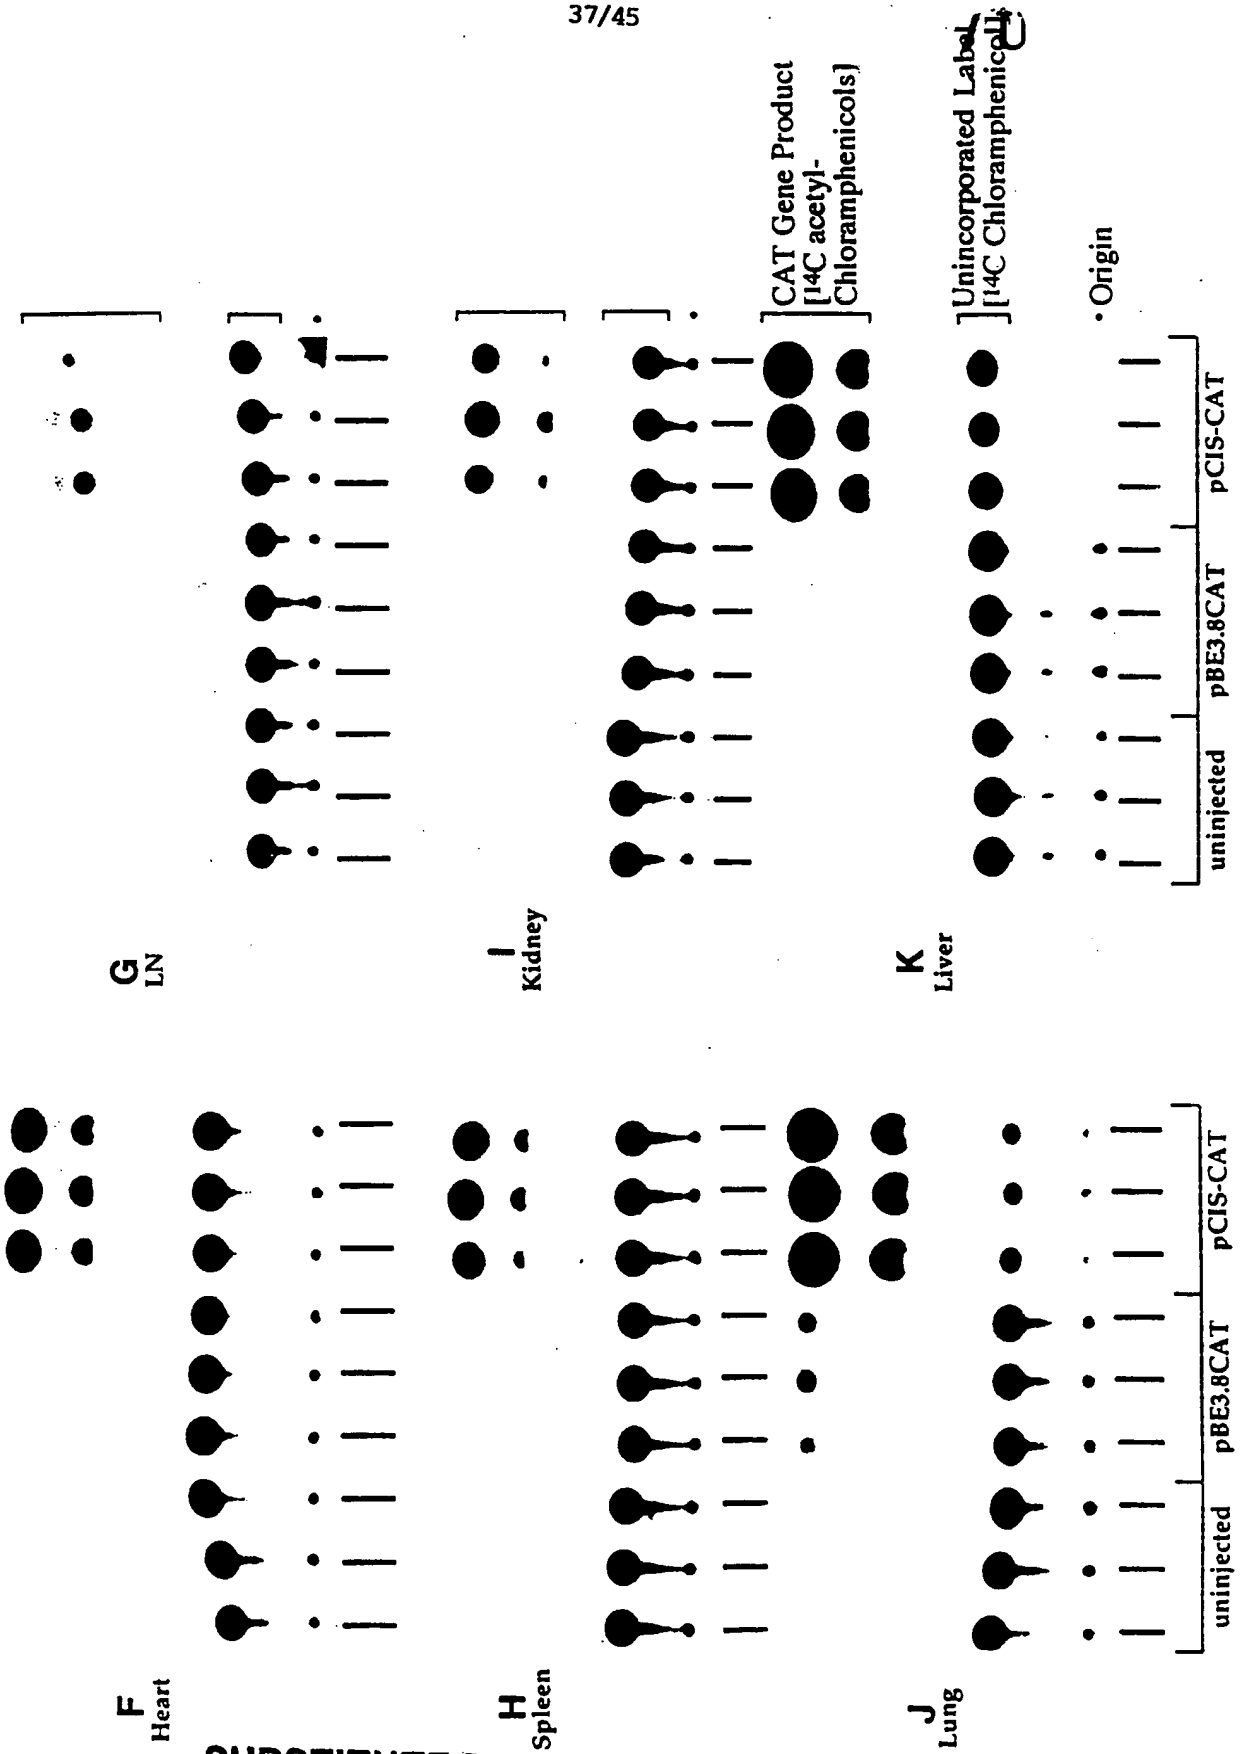 37/45
F
Heart
H
Spleen
J
Lung
uninjected
pBE3.8CAT
pCIS-CAT
G
LN
I
Kidney
K
Liver
uninjected
pBE3.8CAT
pCIS-CAT
CAT Gene Product
[14C acetyl-
Chloramphenicols]
Unincorporated Label
[14C Chloramphenicol]
• Origin